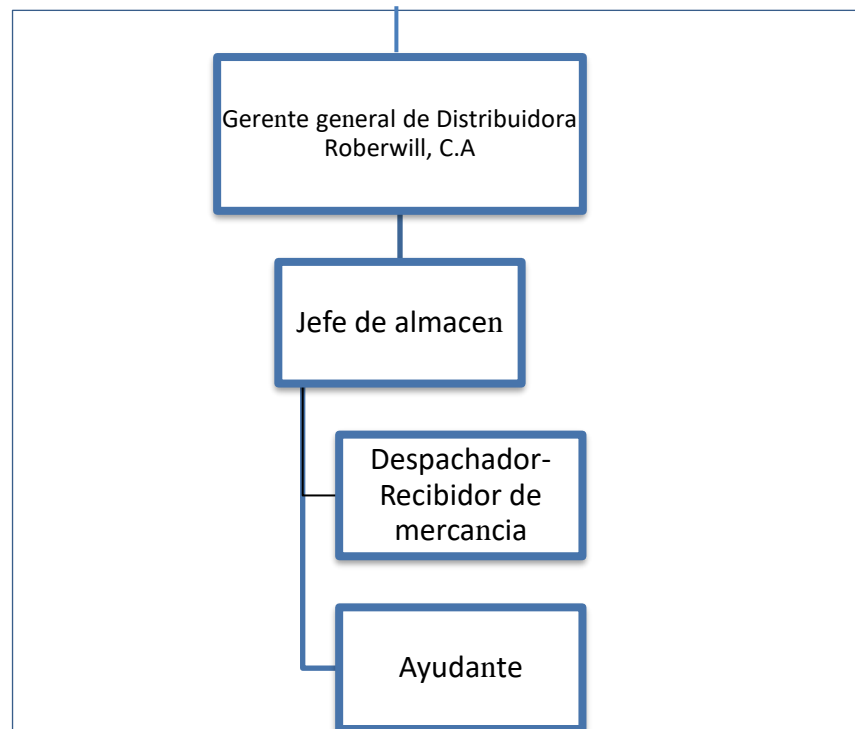 Gerente general de Distribuidora
Roberwill, C.A
Jefe de almacen
Despachador-
Recibidor de
mercancia
Ayudante